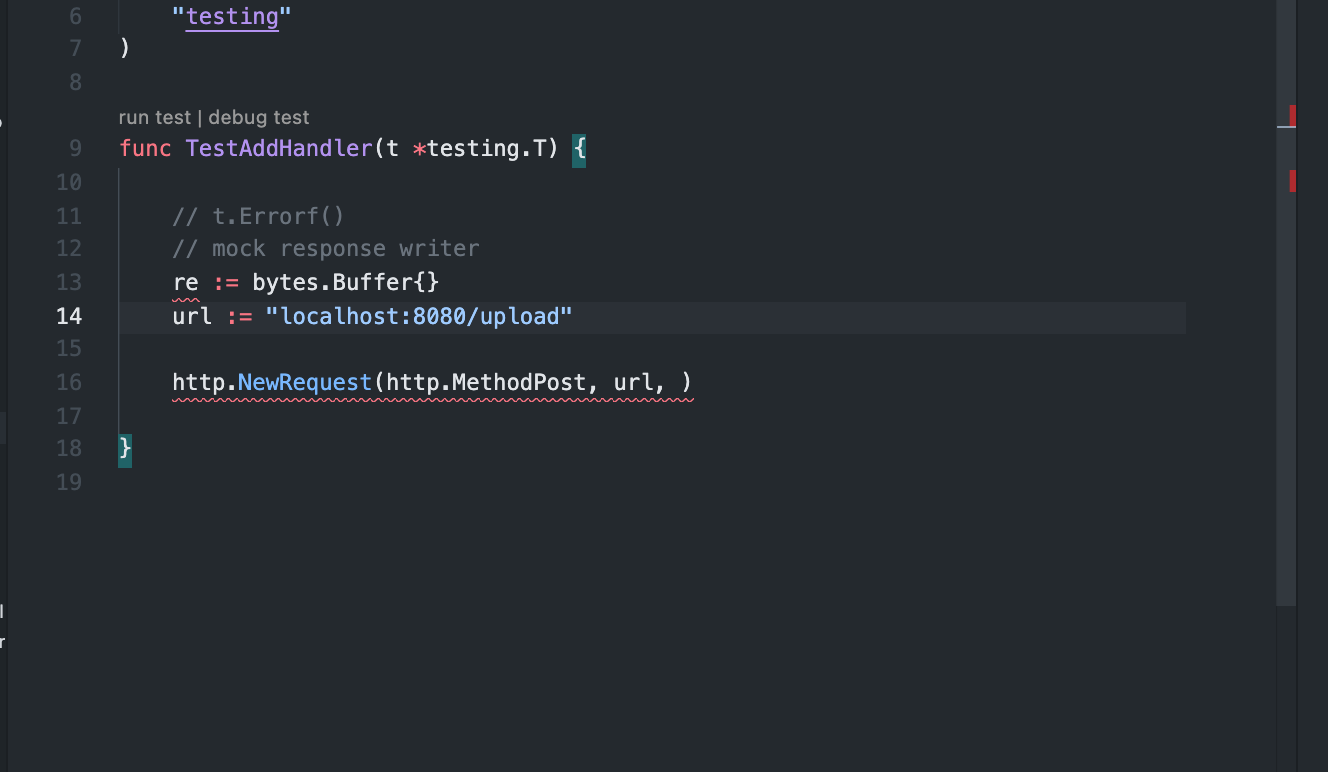 6 "testing"
7 )
8
run test | debug test
9 func TestAddHandler(t *testing.T) {
10
11 // t.Errorf()
12 // mock response writer
13 re := bytes.Buffer{}
14 url := "localhost:8080/upload"
15
16 http.NewRequest(http.MethodPost, url, )
17
18 }
19